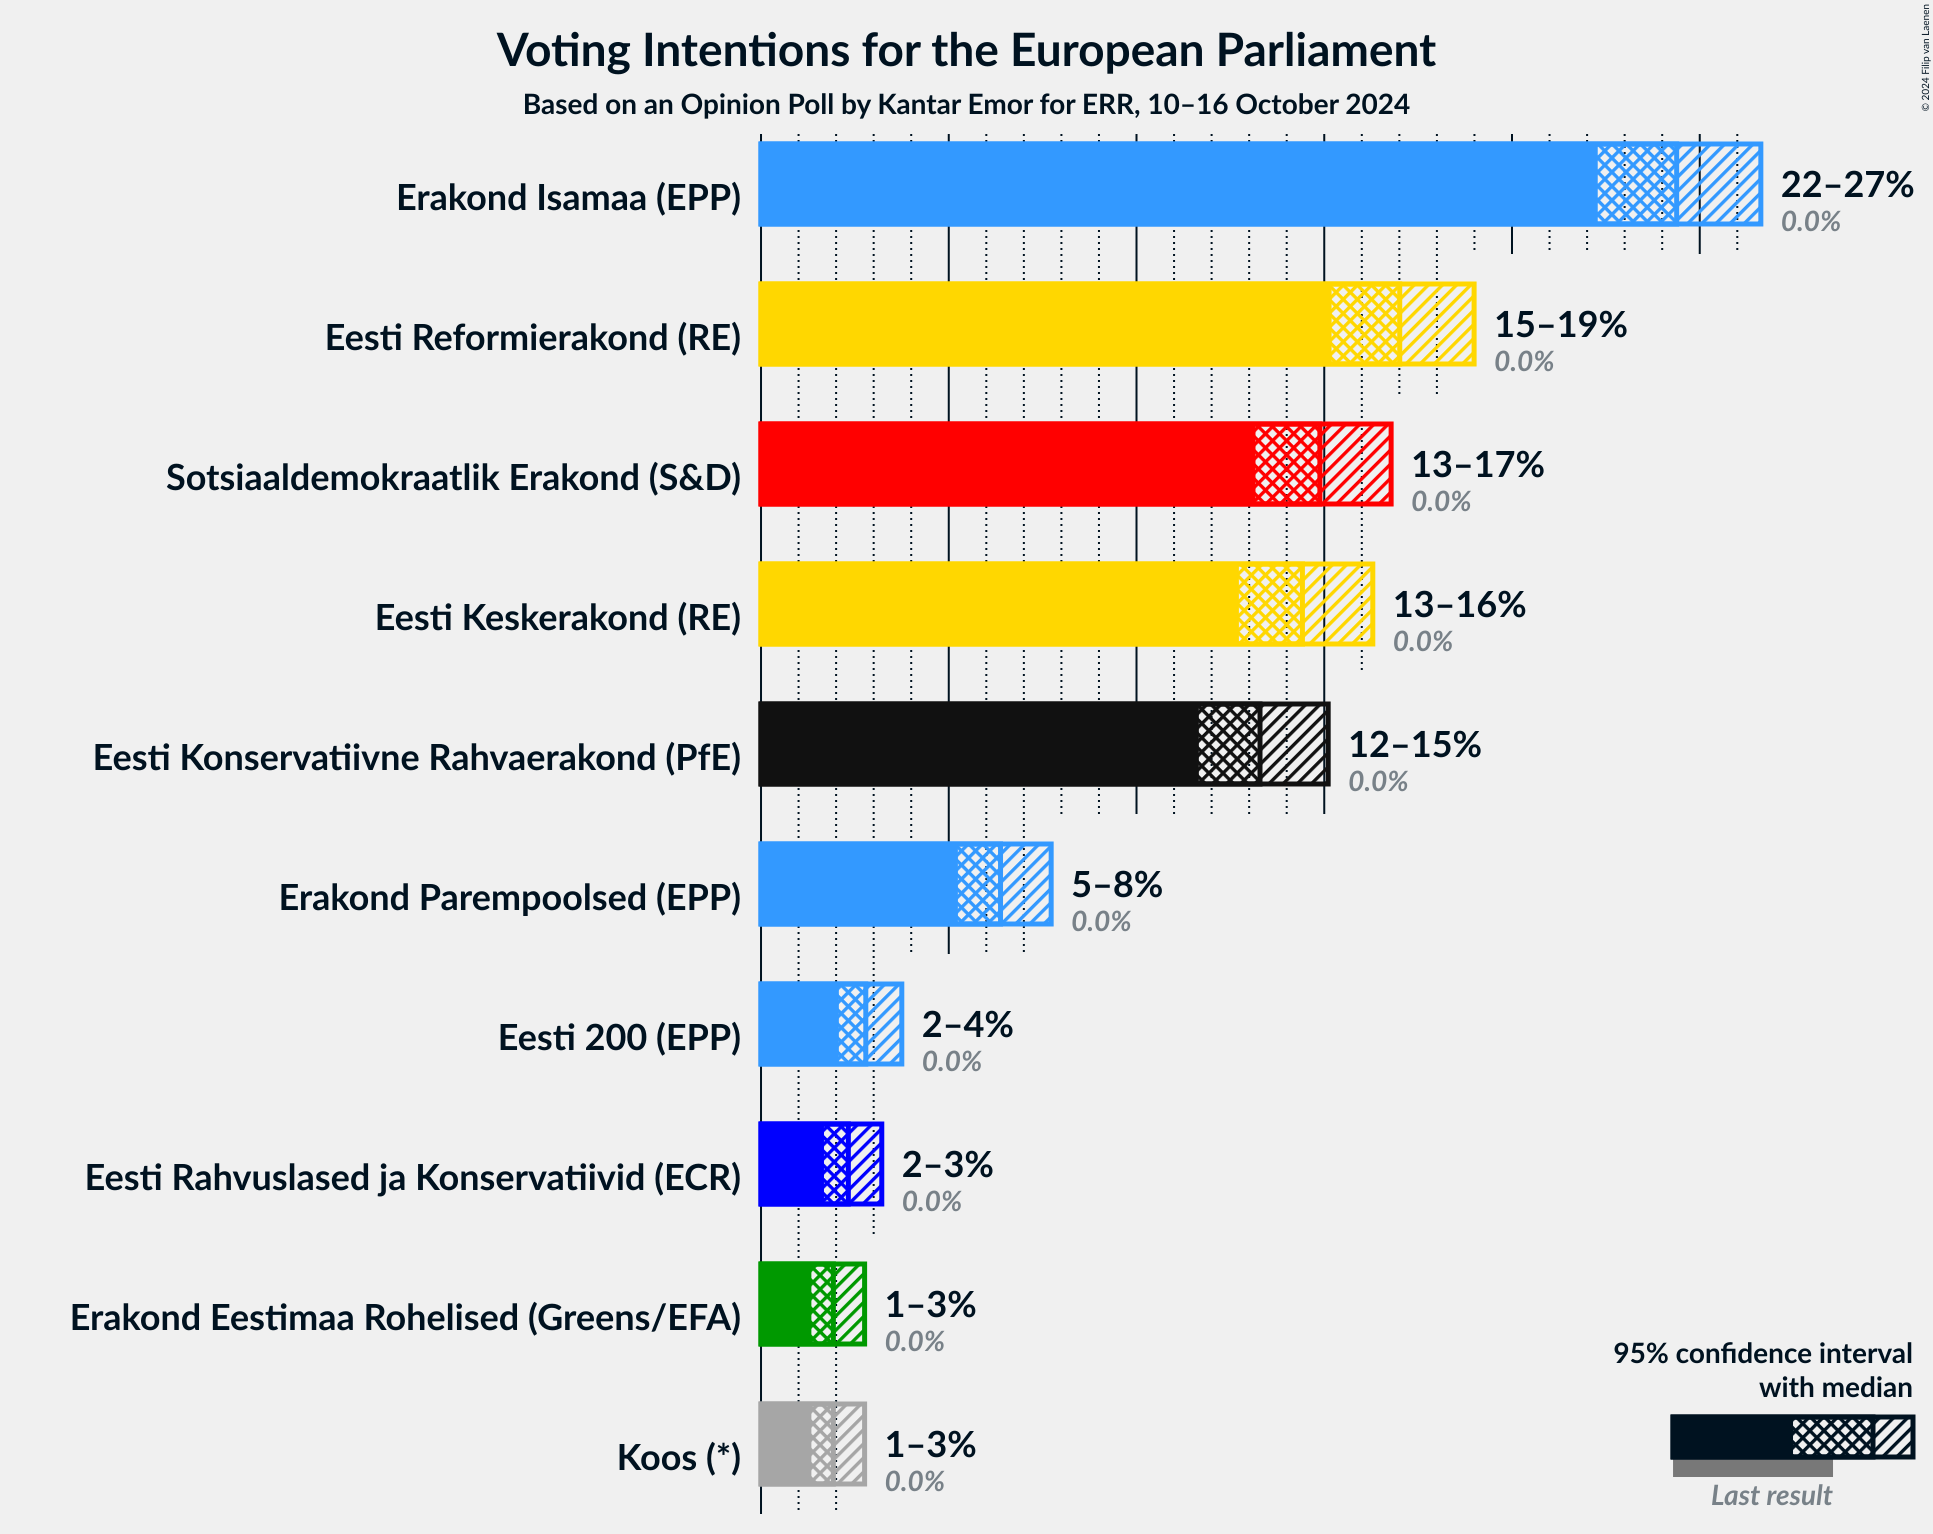 Voting Intentions for the European Parliament
Based on an Opinion Poll by Kantar Emor for ERR, 10–16 October 2024
© 2024 Filip van Laenen
Erakond Isamaa (EPP)
22–27%
0.0%
Eesti Reformierakond (RE)
15–19%
0.0%
Sotsiaaldemokraatlik Erakond (S&D)
13–17%
0.0%
Eesti Keskerakond (RE)
13–16%
0.0%
Eesti Konservatiivne Rahvaerakond (PfE)
12–15%
0.0%
Erakond Parempoolsed (EPP)
5–8%
0.0%
Eesti 200 (EPP)
2–4%
0.0%
Eesti Rahvuslased ja Konservatiivid (ECR)
2–3%
0.0%
Erakond Eestimaa Rohelised (Greens/EFA)
1–3%
0.0%
Koos (*)
1–3%
0.0%
95% confidence interval
with median
Last result